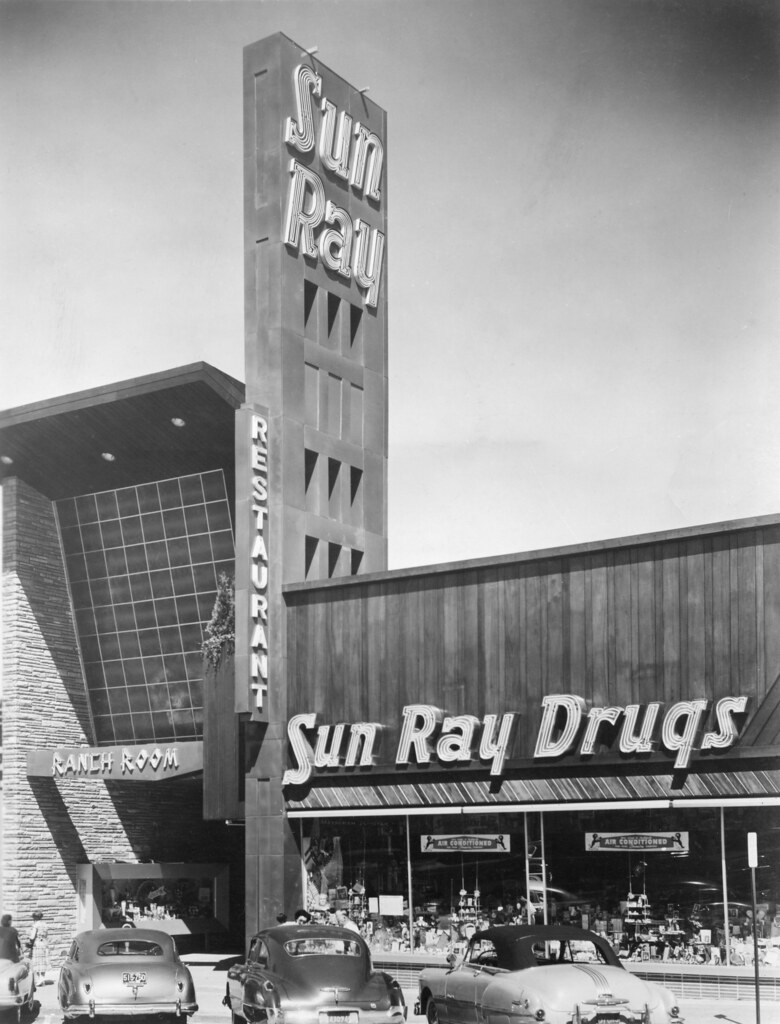 Sun
Ray
RESTAURANT
RANCH ROOM
Sun Ray Drugs
AIR CONDITIONED
AIR CONDITIONED